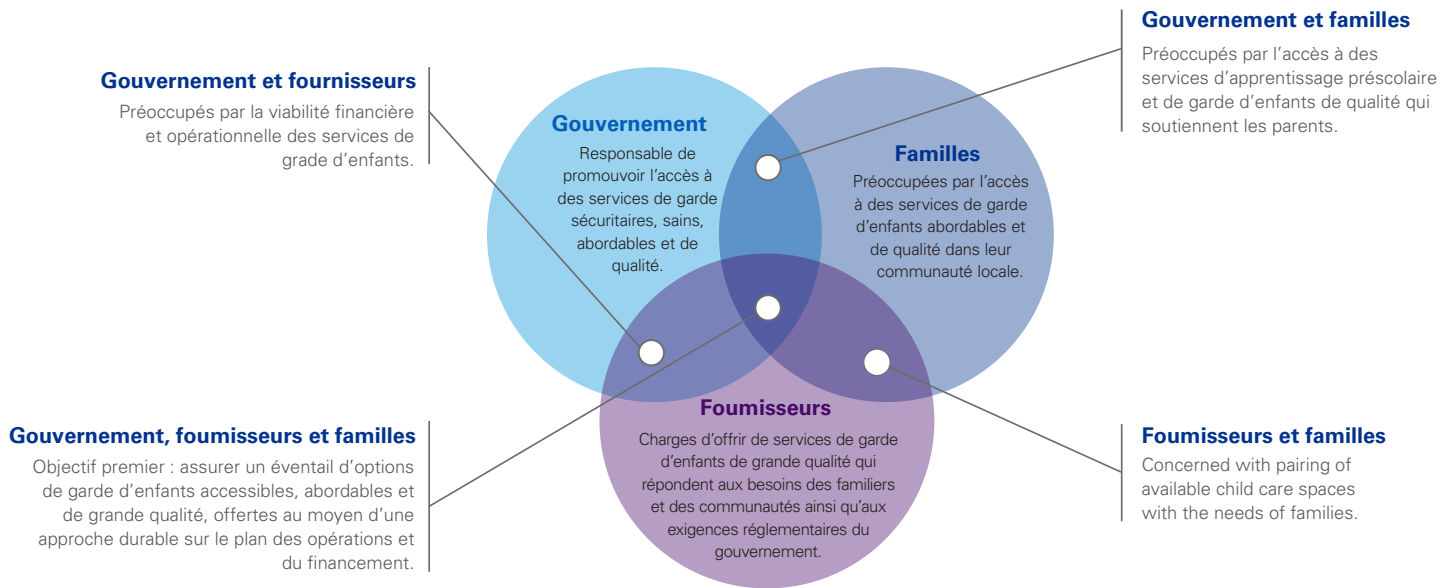 Gouvernement et fournisseurs
Préoccupés par la viabilité financière
et opérationnelle des services de
grade d'enfants.
Gouvernement et familles
Préoccupés par l'accès à des
services d'apprentissage préscolaire
et de garde d'enfants de qualité qui
soutiennent les parents.
Gouvernement
Responsable de
promouvoir l'accès à
des services de garde
sécuritaires, sains,
abordables et de
qualité.
Familles
Préoccupées par l'accès
à des services de garde
d'enfants abordables et
de qualité dans leur
communauté locale.
Foumisseurs
Charges d'offrir de services de garde
d'enfants de grande qualité qui
répondent aux besoins des familiers
et des communautés ainsi qu'aux
exigences réglementaires du
gouvernement.
Gouvernement, foumisseurs et familles
Objectif premier : assurer un éventail d'options
de garde d'enfants accessibles, abordables et
de grande qualité, offertes au moyen d'une
approche durable sur le plan des opérations et
du financement.
Foumisseurs et familles
Concerned with pairing of
available child care spaces
with the needs of families.